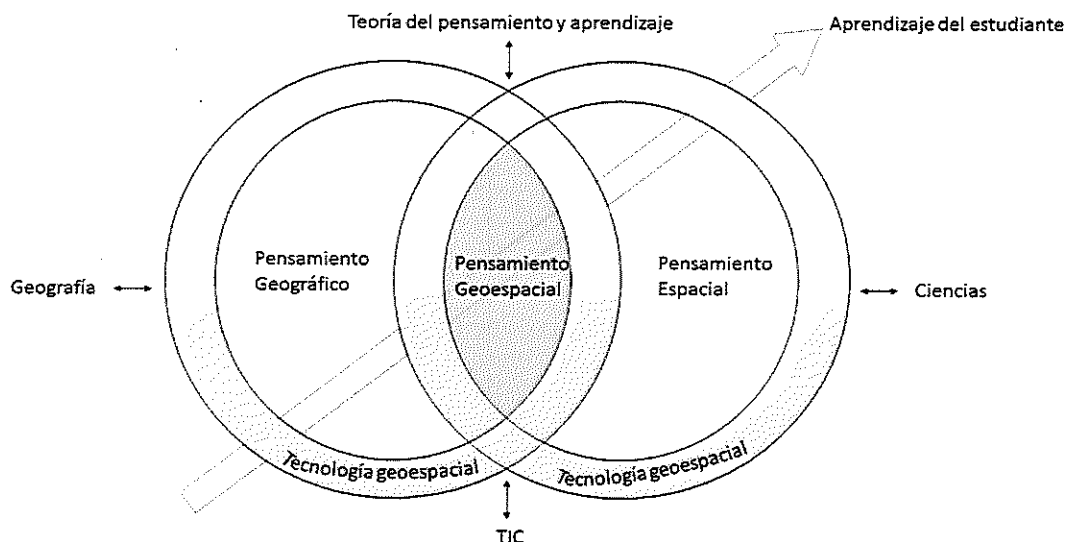 Teoría del pensamiento y aprendizaje
Aprendizaje del estudiante
Pensamiento
Geográfico
Pensamiento
Geoespacial
Pensamiento
Espacial
Geografía
Ciencias
Tecnología geoespacial
Tecnología geoespacial
TIC